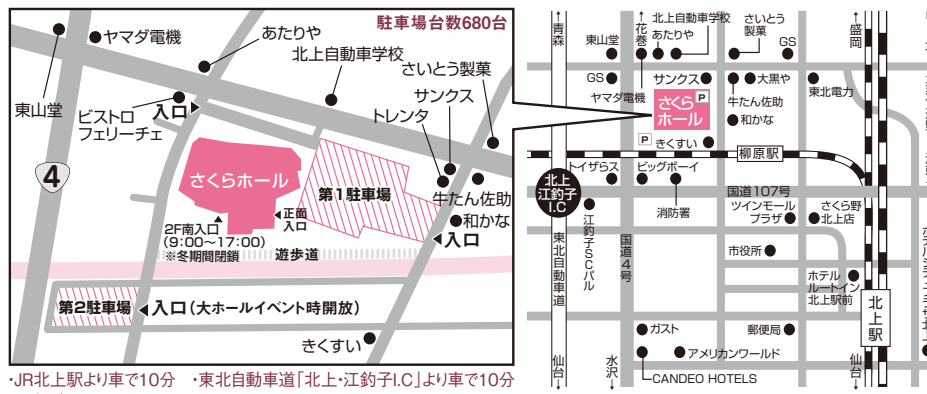 駐車場台数680台
東山堂
ヤマダ電機
あたりや
北上自動車学校
さいとう製菓
サンクス
トレンタ
ビストロ
フェリーチェ
入口
4
さくらホール
第1駐車場
牛たん佐助
和かな
入口
正面
入口
2F南入口
(9:00〜17:00)
※冬期間閉鎖
遊歩道
第2駐車場
入口(大ホールイベント時開放)
きくすい
・JR北上駅より車で10分 ・東北自動車道「北上・江釣子I.C」より車で10分
青森
花巻
北上自動車学校
あたりや
さいとう
製菓
盛岡
東山堂
GS
GS
サンクス
大黒や
東北電力
ヤマダ電機
さくら
ホール
P
牛たん佐助
和かな
P
きくすい
柳原駅
トイザらス
ビッグボーイ
北上
江釣子
I.C
国道107号
消防署
ツインモール
プラザ
さくら野
北上店
江釣子SCパル
国道4号
東北自動車道
市役所
ホテル
ルートイン
北上駅前
北上駅
ガスト
郵便局
アメリカンワールド
仙台
水沢
CANDEO HOTELS
仙台